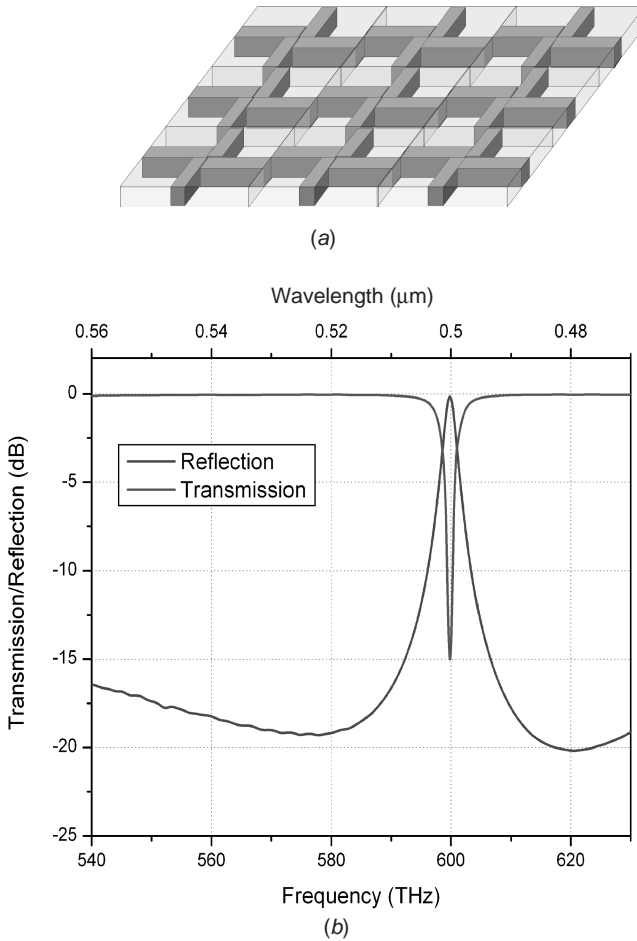 (a)
Wavelength (μm)
0.56 0.54 0.52 0.5 0.48
Transmission/Reflection (dB)
0
-5
-10
-15
-20
-25
Reflection
Transmission
540 560 580 600 620
Frequency (THz)
(b)